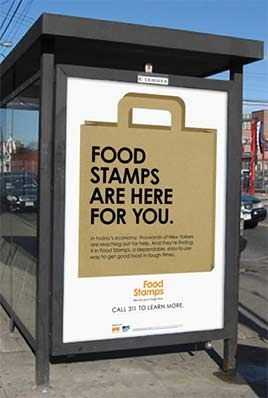 FOOD
STAMPS
ARE HERE
FOR YOU.
In today's economy, thousands of New Yorkers
are reaching out for help. And they're finding
it in Food Stamps, a dependable, easy-to-use
way to get good food in tough times.
Food
Stamps
CALL 311 TO LEARN MORE.